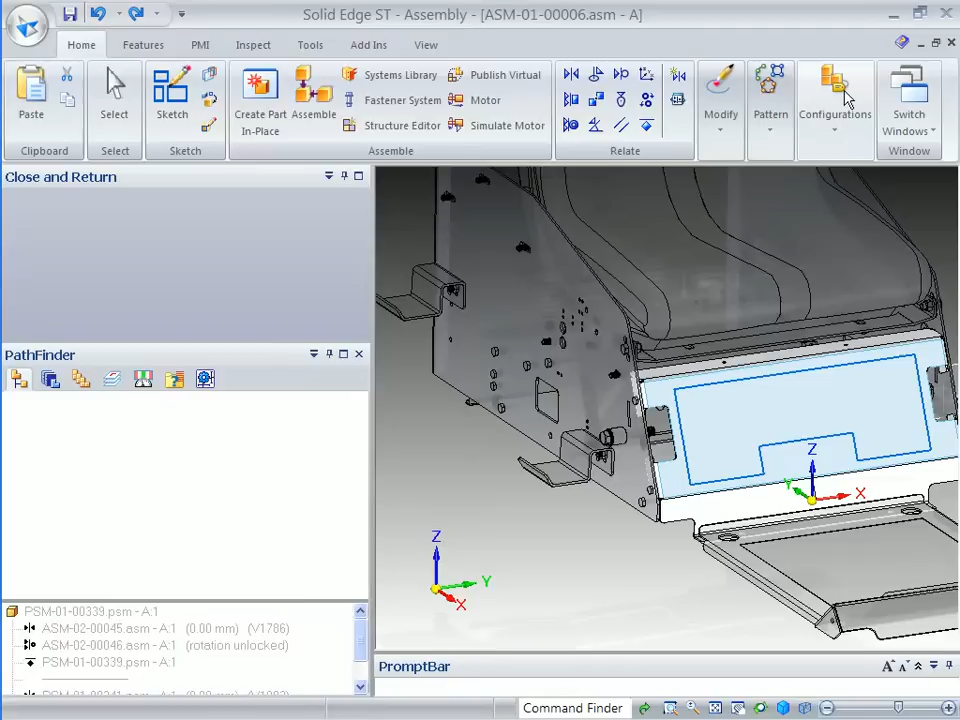 Solid Edge ST - Assembly - [ASM-01-00006.asm - A]
Home Features PMI Inspect Tools Add Ins View
Paste
Clipboard
Select
Select
Sketch
Sketch
Create Part In-Place
Assemble
Systems Library
Fastener System
Structure Editor
Publish Virtual
Motor
Simulate Motor
Assemble
Relate
Modify
Pattern
Configurations
Switch Windows
Window
Close and Return
PathFinder
PSM-01-00339.psm - A:1
ASM-02-00045.asm - A:1 (0.00 mm) (V1786)
ASM-02-00046.asm - A:1 (rotation unlocked)
PSM-01-00339.psm - A:1
Z
Y
X
Z
Y
X
PromptBar
Command Finder